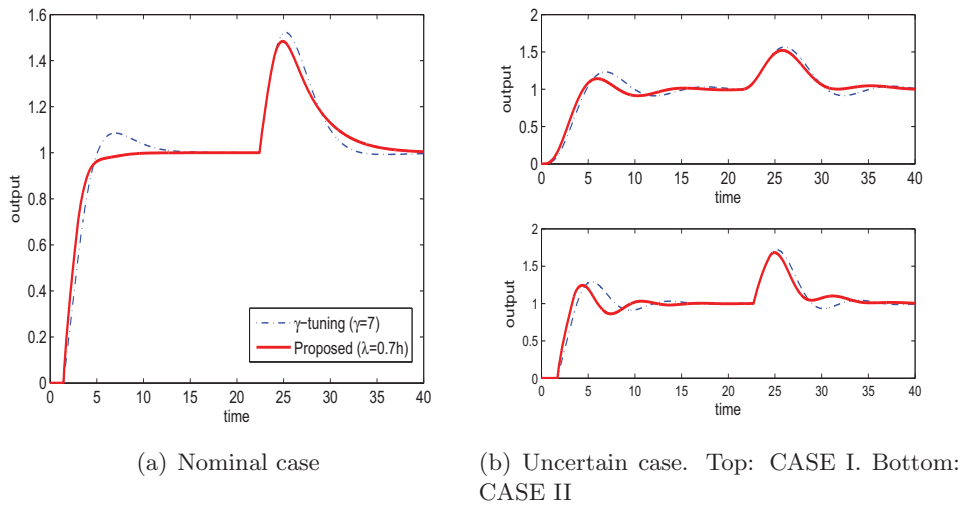 1.6
1.4
1.2
1
0.8
0.6
0.4
0.2
0
output
0 5 10 15 20 25 30 35 40
time
γ−tuning (γ=7)
Proposed (λ=0.7h)
(a) Nominal case
2
1.5
1
0.5
0
output
0 5 10 15 20 25 30 35 40
time
2
1.5
1
0.5
0
output
0 5 10 15 20 25 30 35 40
time
(b) Uncertain case. Top: CASE I. Bottom:
CASE II